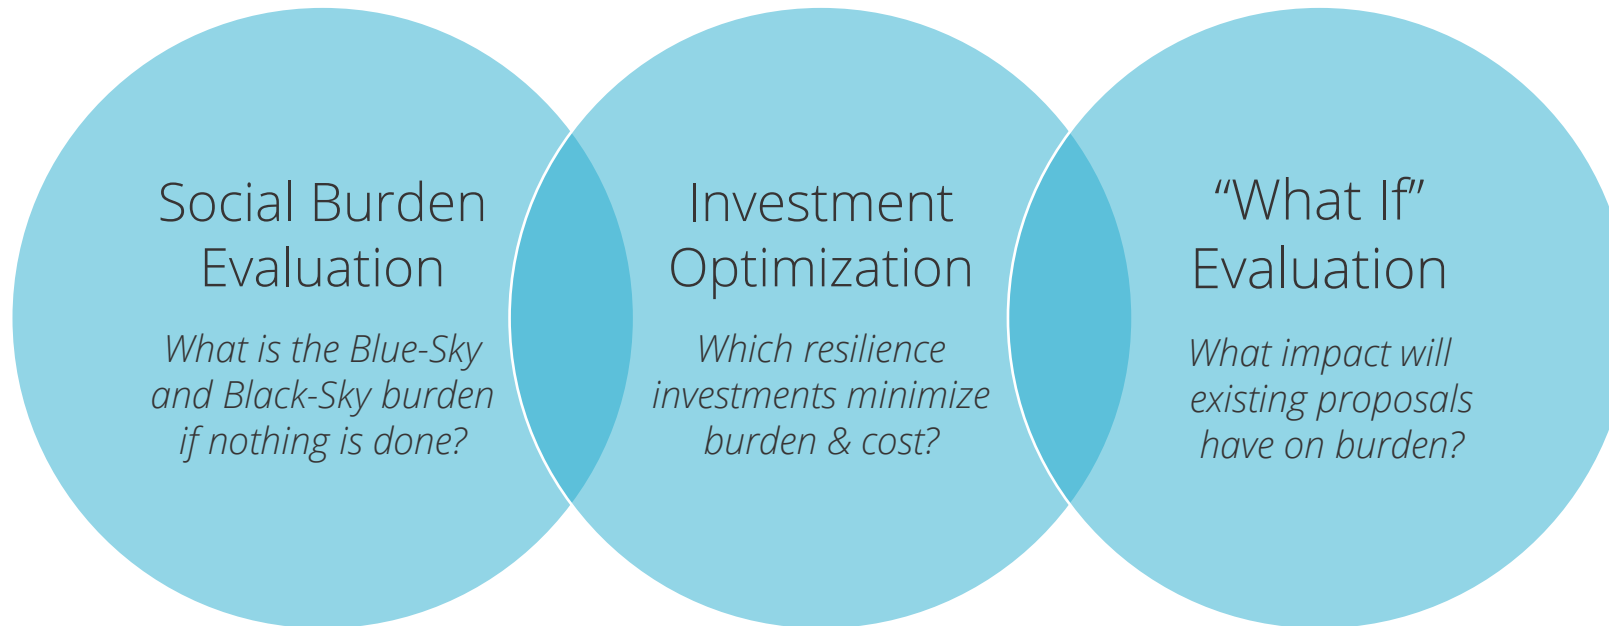 Social Burden
Evaluation
What is the Blue-Sky
and Black-Sky burden
if nothing is done?
Investment
Optimization
Which resilience
investments minimize
burden & cost?
“What If”
Evaluation
What impact will
existing proposals
have on burden?